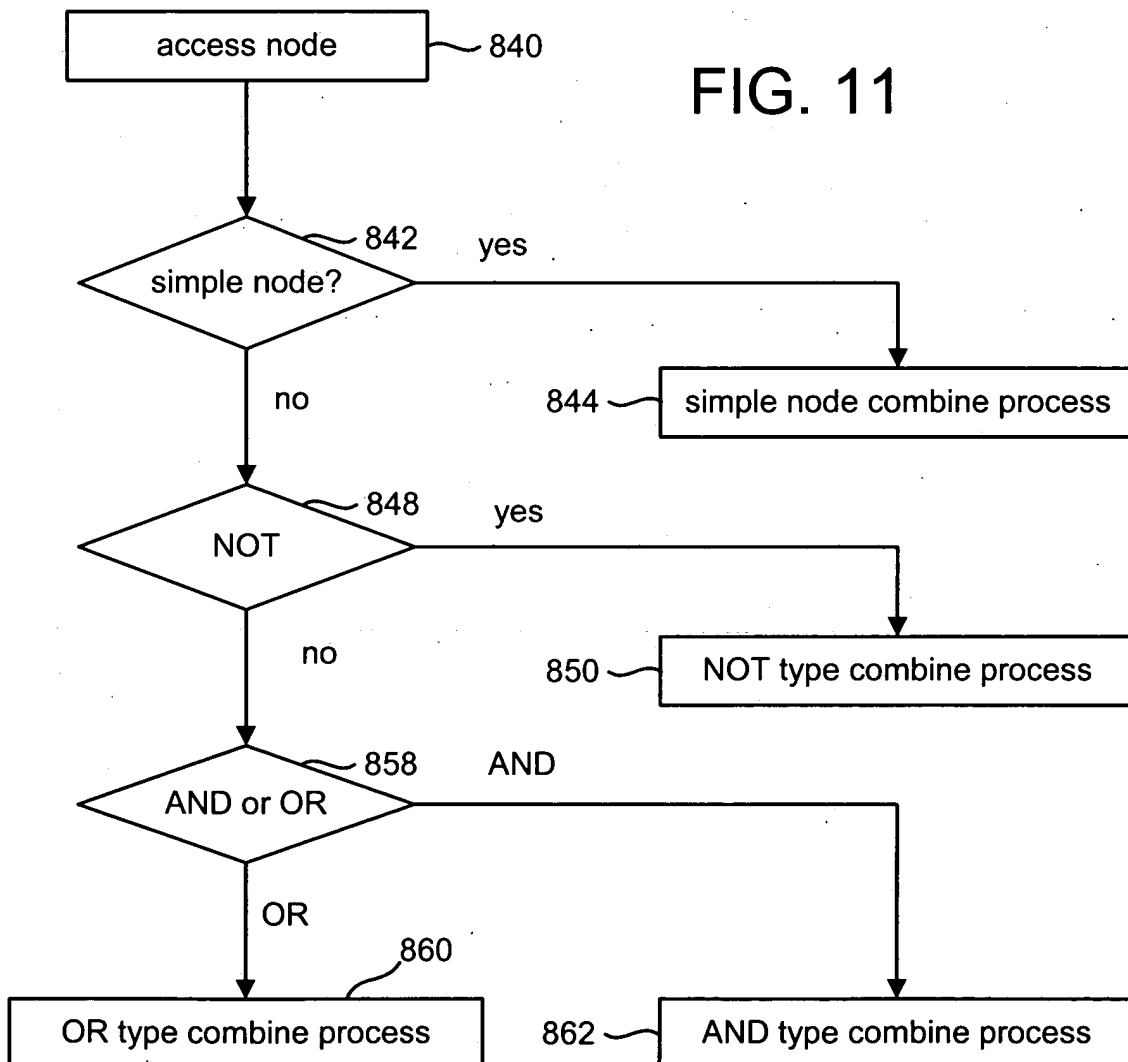 access node
840
FIG. 11
842
yes
simple node?
no
844
simple node combine process
848
yes
NOT
no
850
NOT type combine process
858
AND
AND or OR
OR
860
OR type combine process
862
AND type combine process